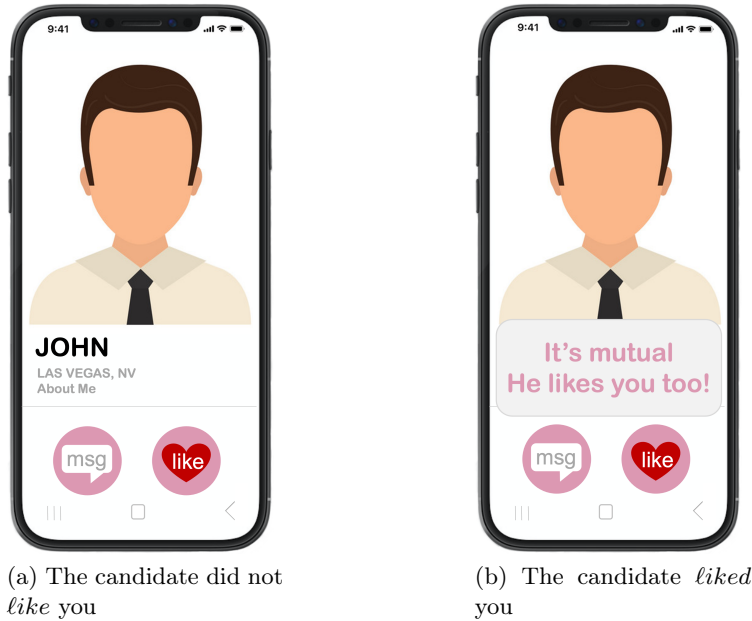 9:41
JOHN
LAS VEGAS, NV
About Me
msg
like
(a) The candidate did not
like you
9:41
It's mutual
He likes you too!
msg
like
(b) The candidate liked
you